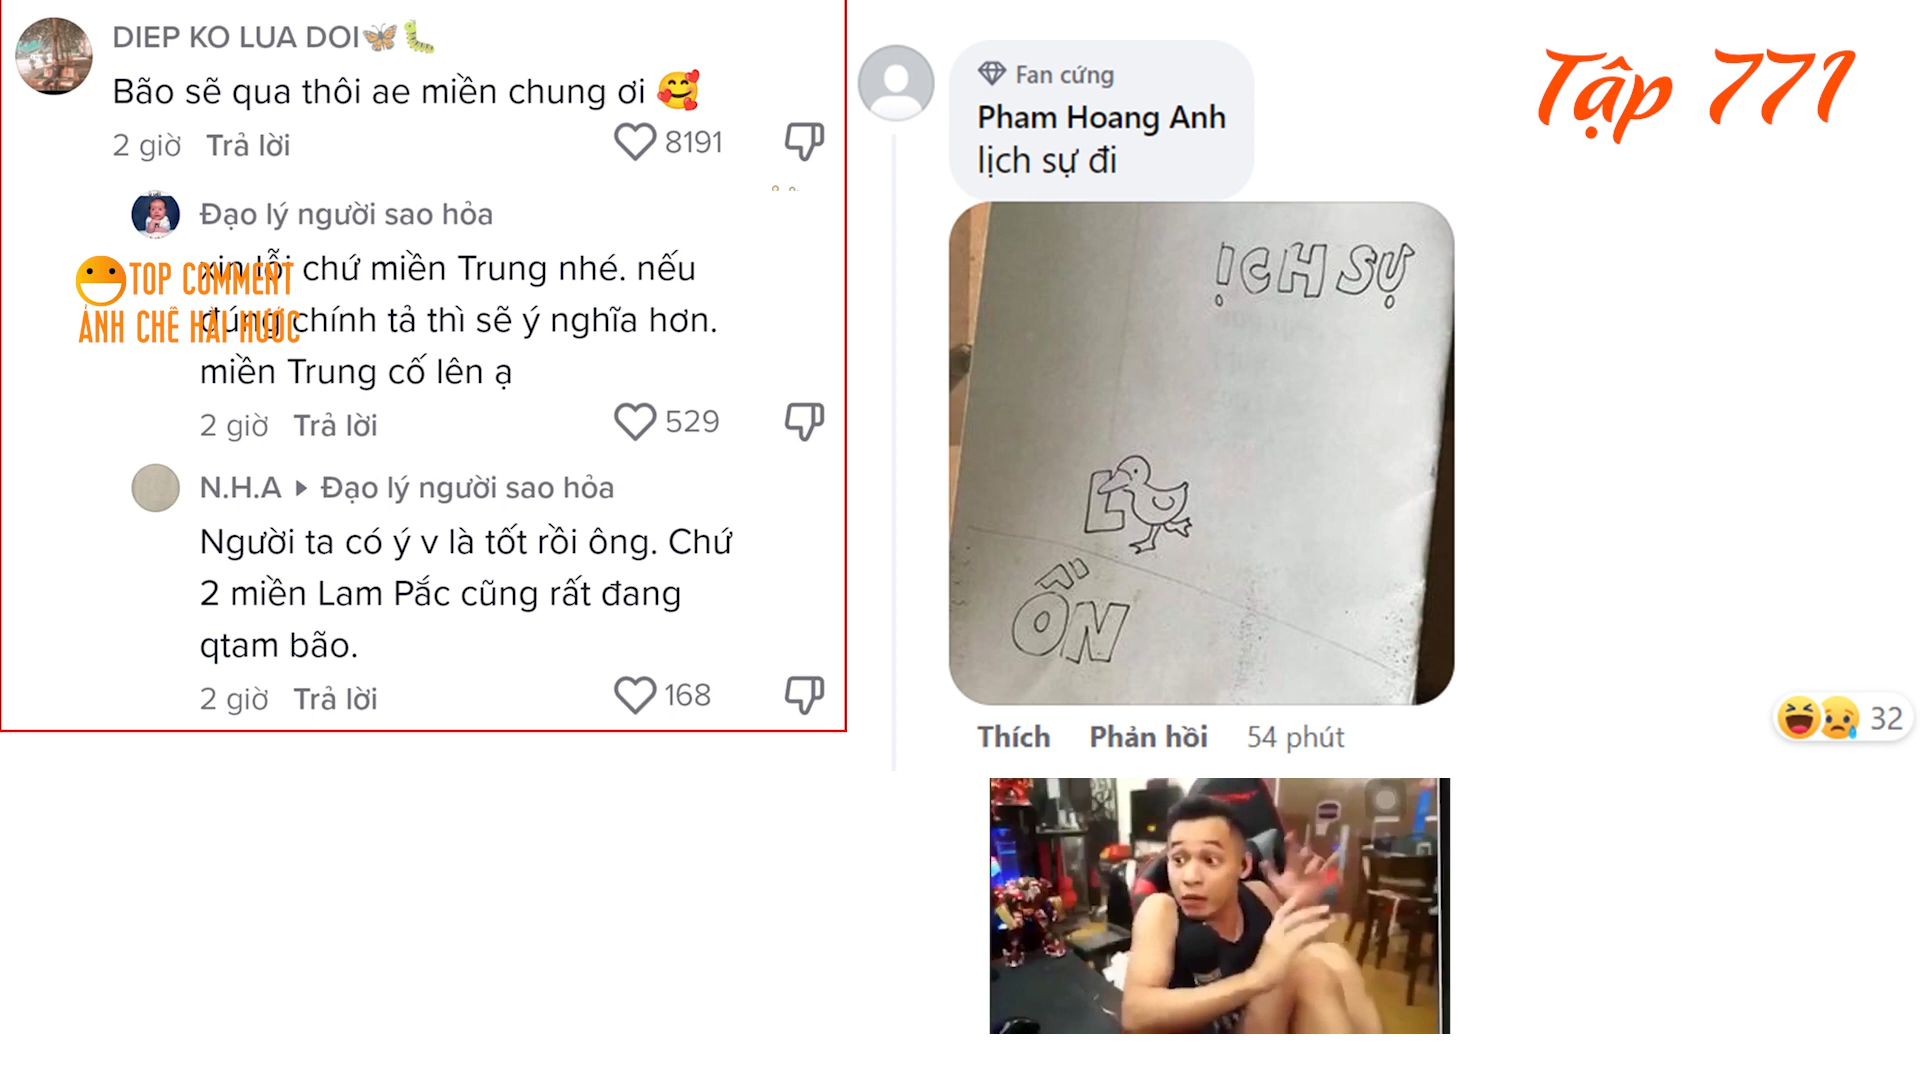 DIEP KO LUA DOI🦋🐛
Bão sẽ qua thôi ae miền chung ơi 🥰
2 giờ Trả lời 8191
Đạo lý người sao hỏa
xin lỗi chứ miền Trung nhé. nếu
đúng chính tả thì sẽ ý nghĩa hơn.
miền Trung cố lên ạ
2 giờ Trả lời 529
TOP COMMENT
ẢNH CHẾ HÀI HƯỚC
N.H.A ▸ Đạo lý người sao hỏa
Người ta có ý v là tốt rồi ông. Chứ
2 miền Lam Pắc cũng rất đang
qtam bão.
2 giờ Trả lời 168
Fan cứng
Pham Hoang Anh
lịch sự đi
ỊCH SỰ
L
ỒN
Thích Phản hồi 54 phút
32
Tập 771